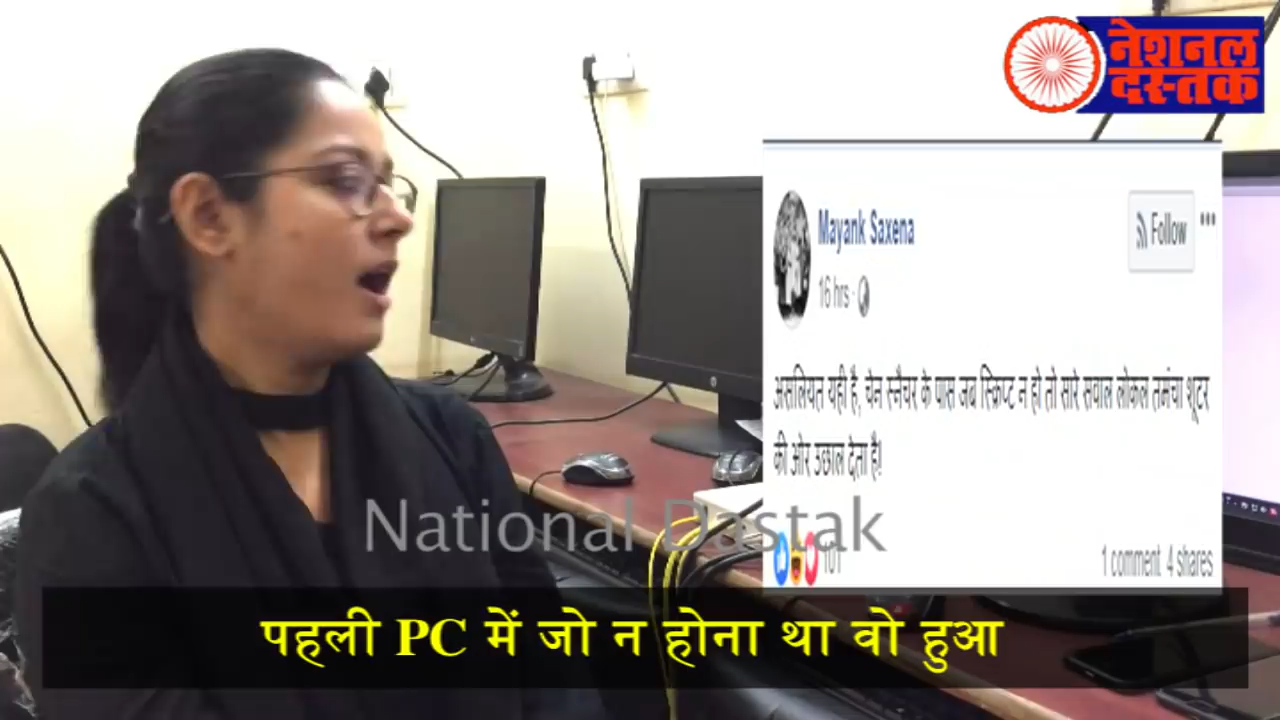 नेशनल
दस्तक
Mayank Saxena
Follow
16 hrs
असलियत यही है, चेन स्नैचर के पास जब स्क्रिप्ट न हो तो सारे सवाल लोकल तमंचा शूटर
की ओर उछाल देता है!
National Dastak
101
1 comment 4 shares
पहली PC में जो न होना था वो हुआ